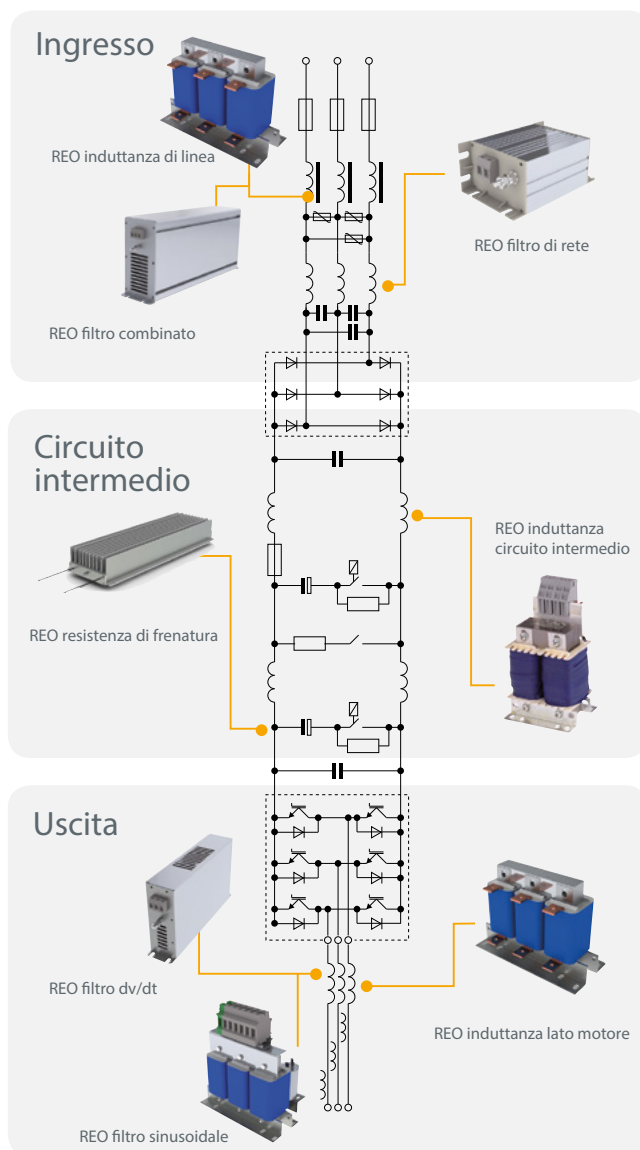 Ingresso
REO induttanza di linea
REO filtro di rete
REO filtro combinato
Circuito
intermedio
REO induttanza
circuito intermedio
REO resistenza di frenatura
Uscita
REO filtro dv/dt
REO induttanza lato motore
REO filtro sinusoidale